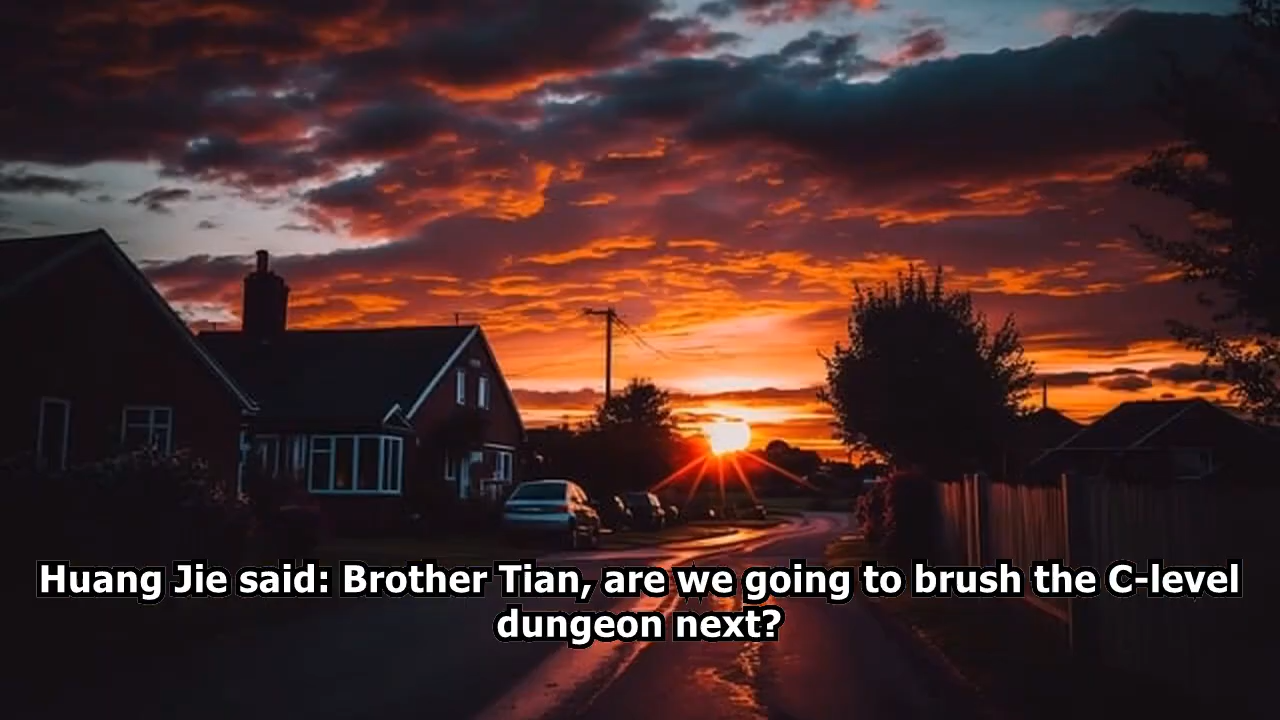 Huang Jie said: Brother Tian, are we going to brush the C-level
dungeon next?